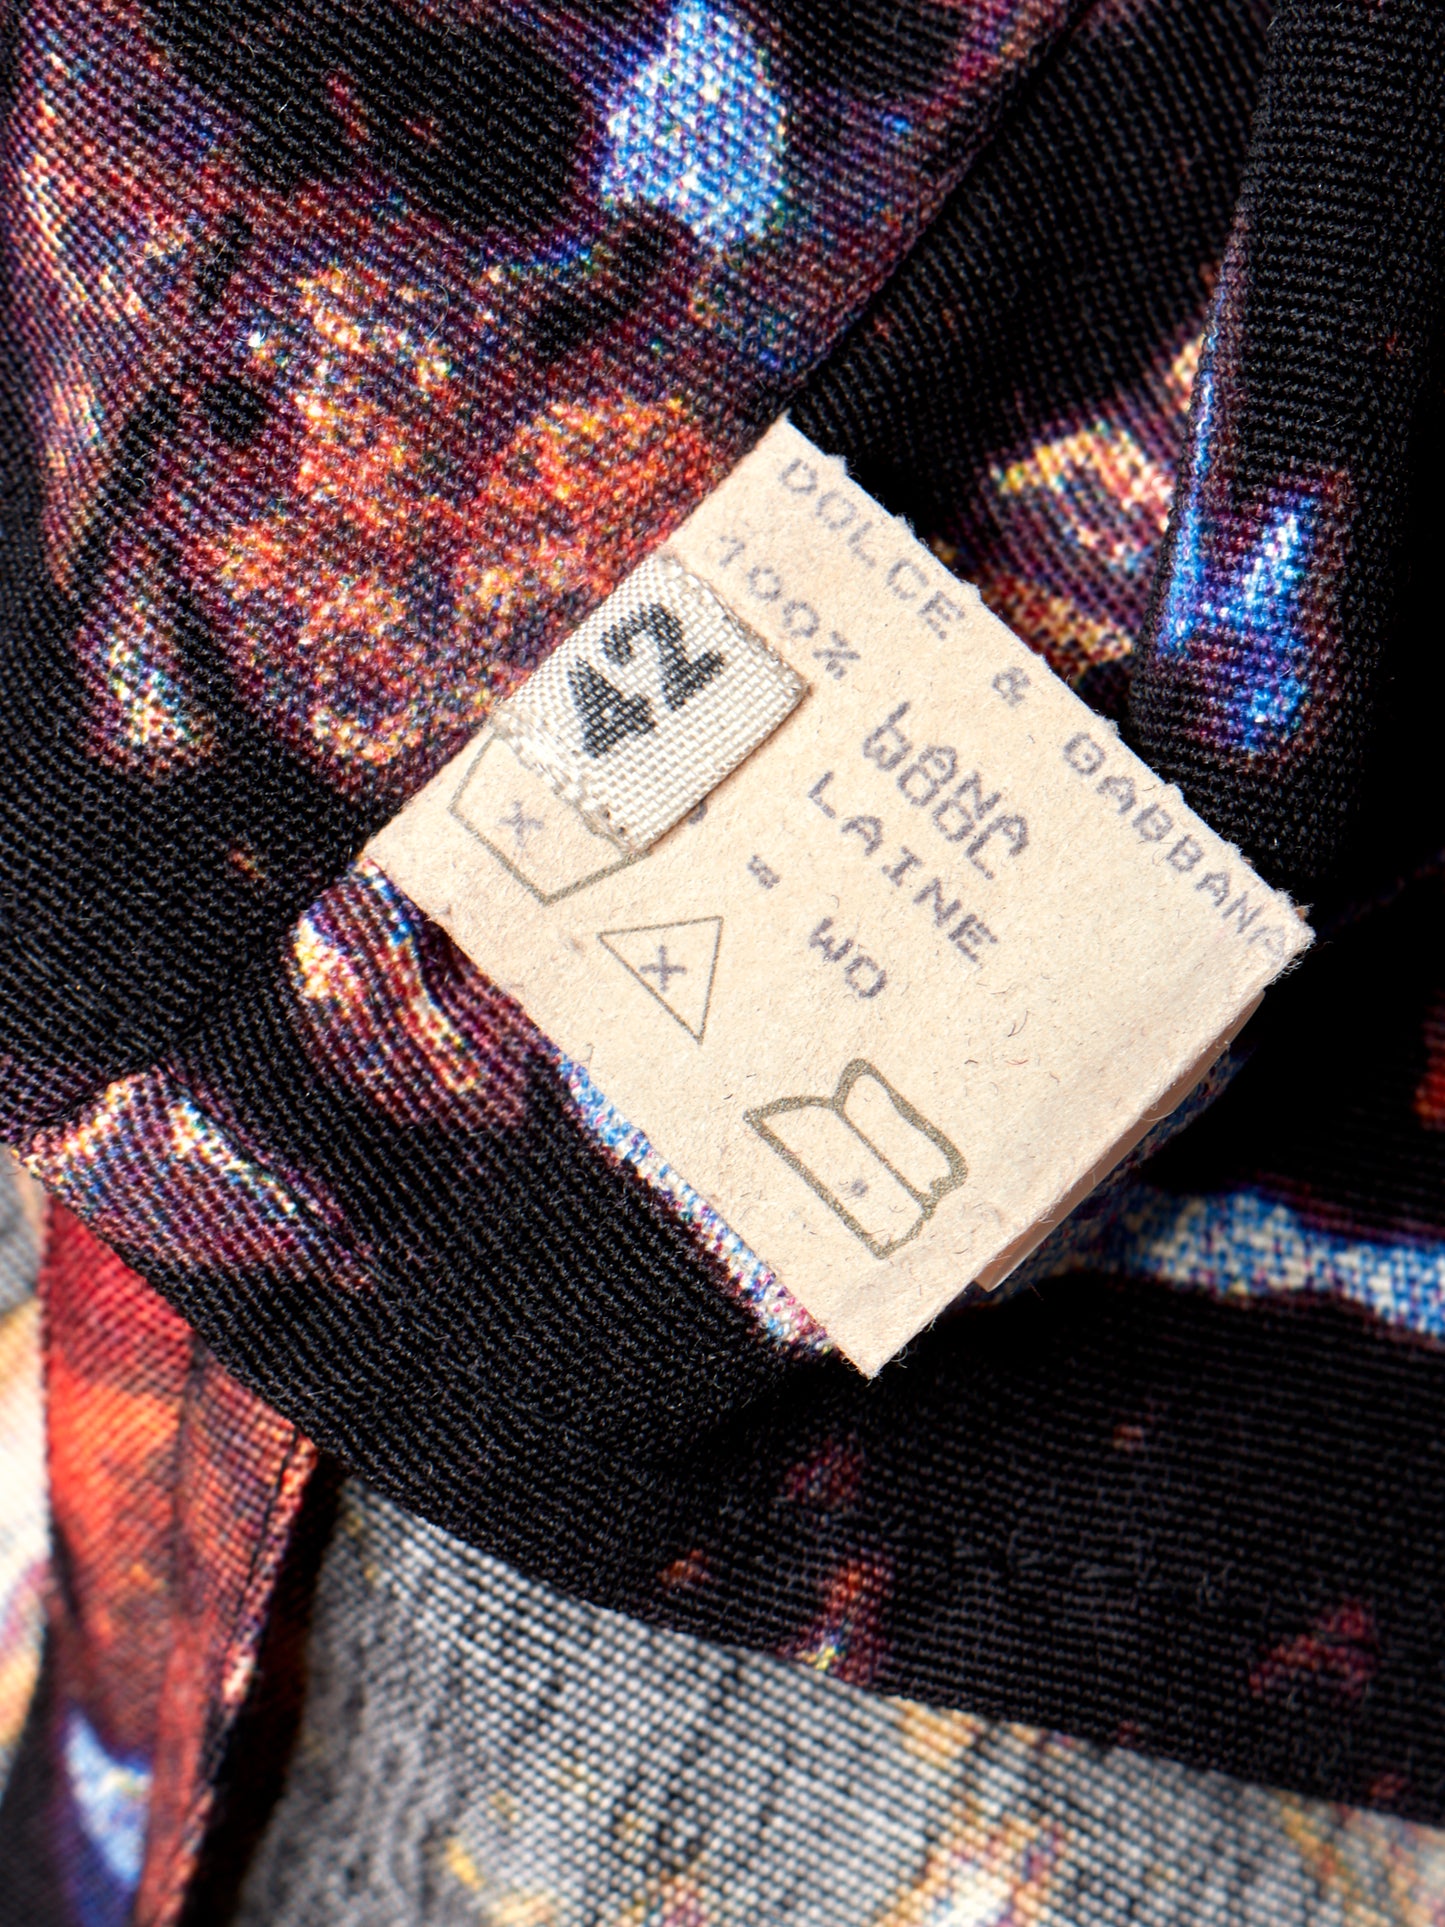 DOLCE & GABBANA
100% LANA
WOOL
LAINE
= WO
42